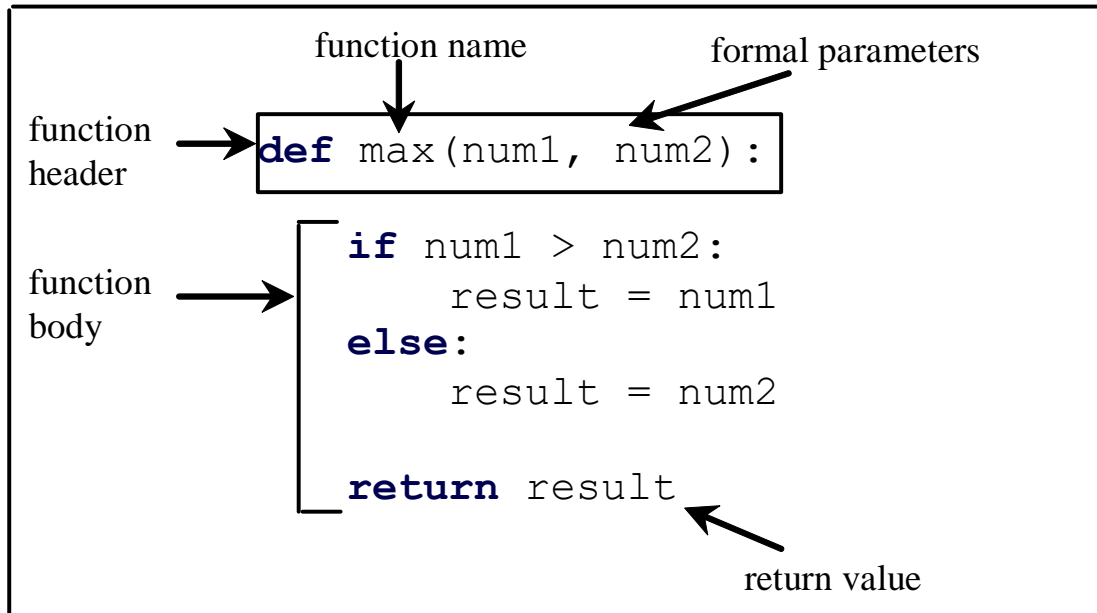 function name
formal parameters
function
header
def max(num1, num2):
function
body
if num1 > num2:
result = num1
else:
result = num2
return result
return value